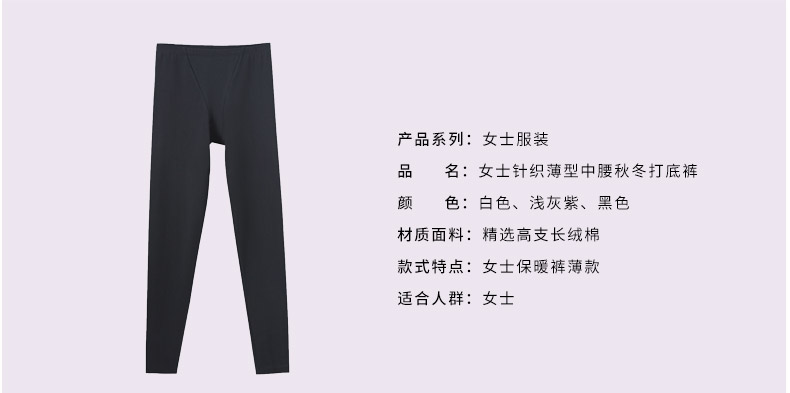 产品系列：女士服装
品　　名：女士针织薄型中腰秋冬打底裤
颜　　色：白色、浅灰紫、黑色
材质面料：精选高支长绒棉
款式特点：女士保暖裤薄款
适合人群：女士